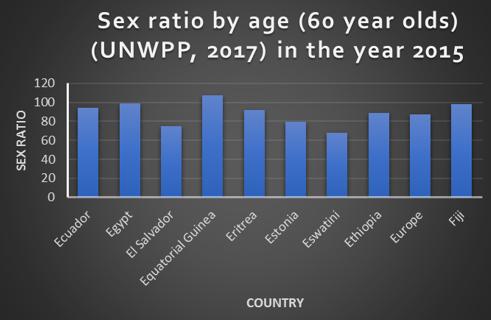 Sex ratio by age (60 year olds)
(UNWPP, 2017) in the year 2015
120
100
80
60
40
20
0
SEX RATIO
Ecuador
Egypt
El Salvador
Equatorial Guinea
Eritrea
Estonia
Eswatini
Ethiopia
Europe
Fiji
COUNTRY